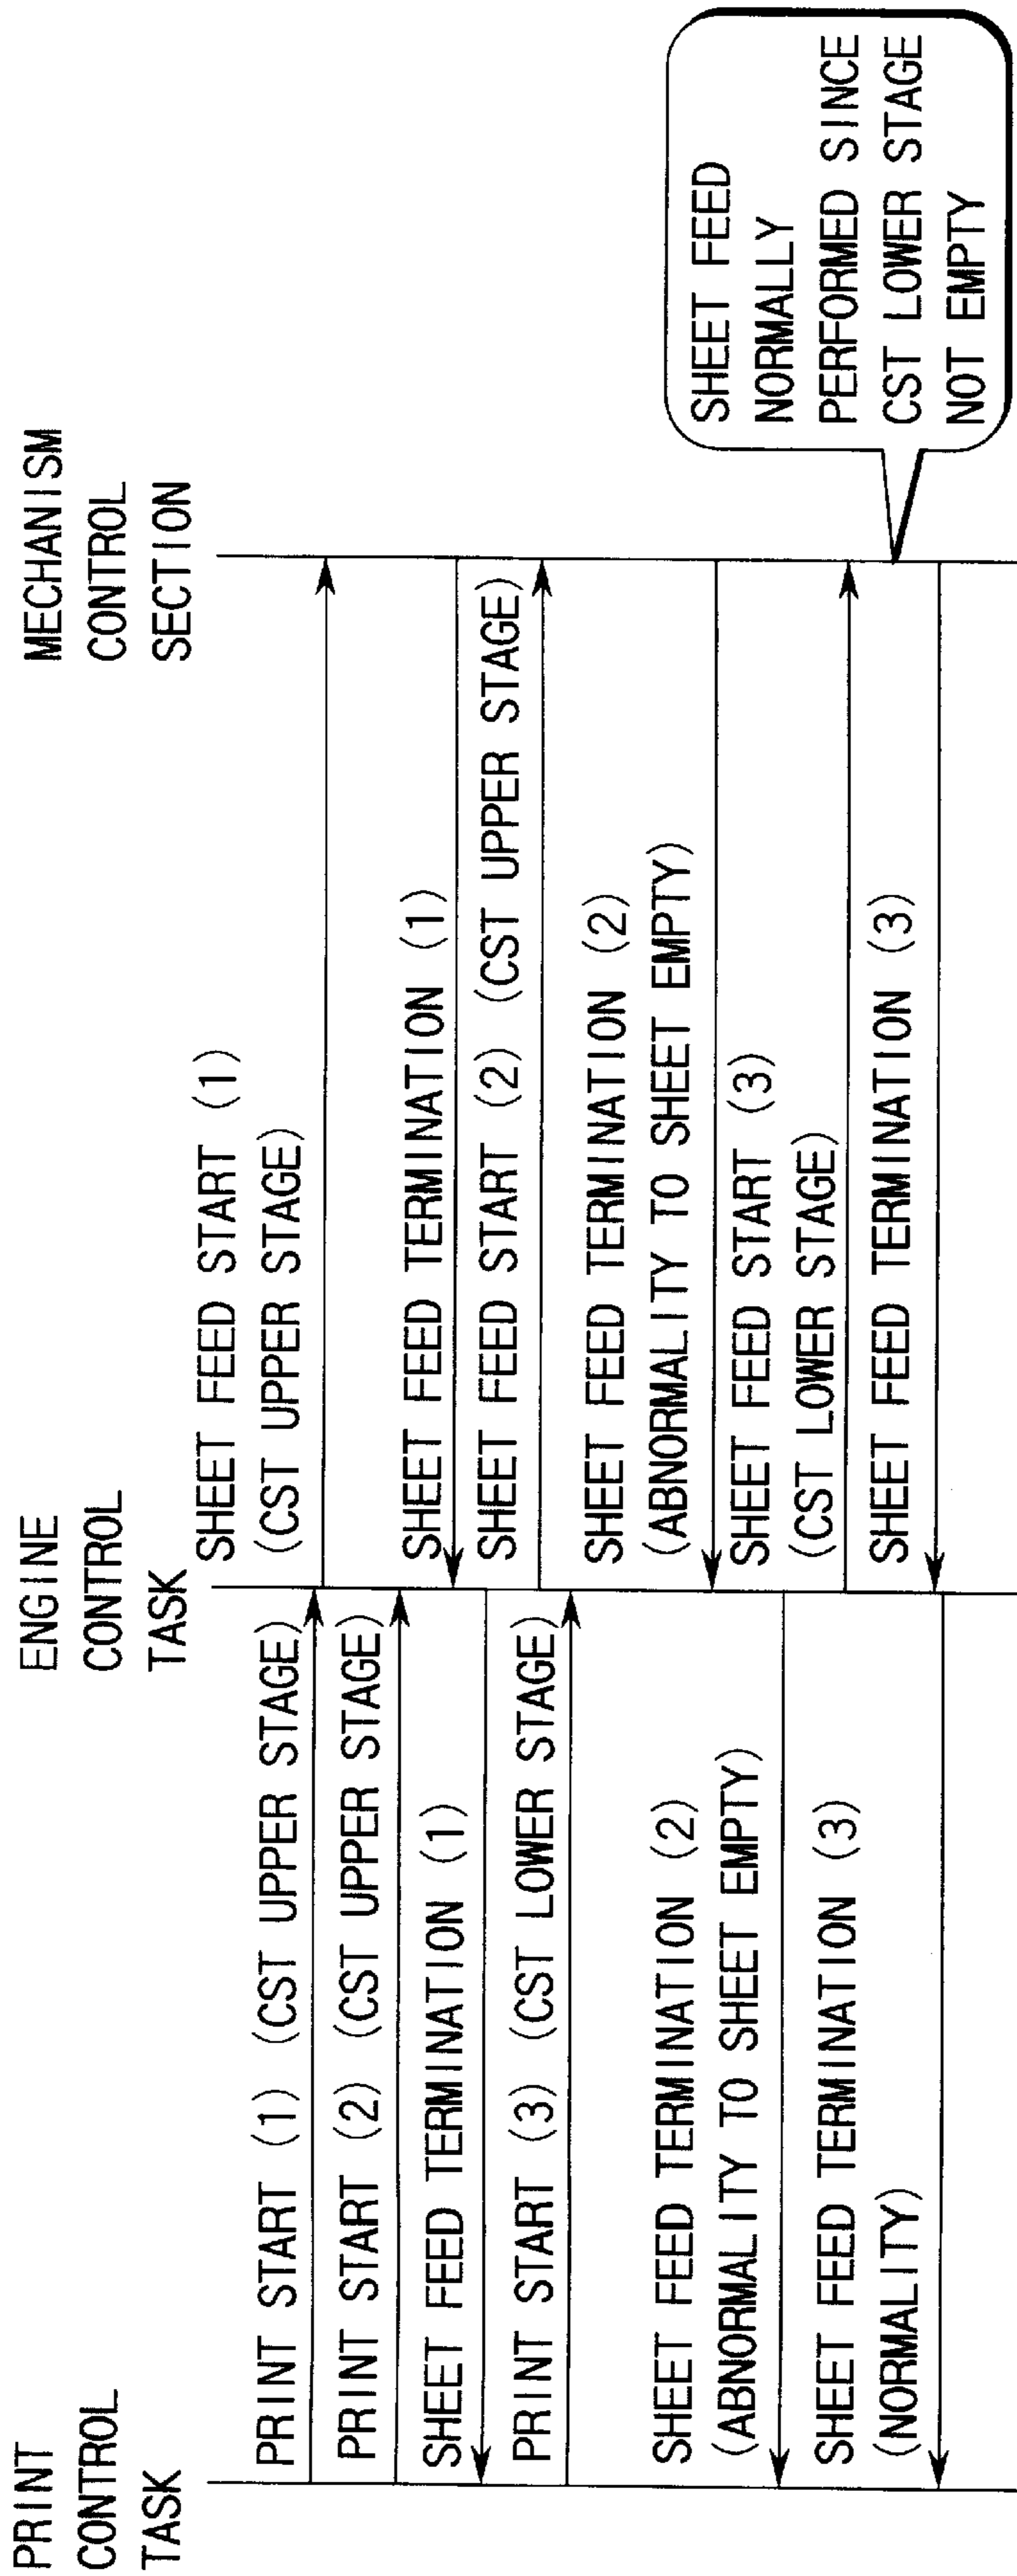 PRINT
CONTROL
TASK
ENGINE
CONTROL
TASK
MECHANISM
CONTROL
SECTION
PRINT START (1) (CST UPPER STAGE)
PRINT START (2) (CST UPPER STAGE)
SHEET FEED TERMINATION (1)
PRINT START (3) (CST LOWER STAGE)
SHEET FEED TERMINATION (2)
(ABNORMALITY TO SHEET EMPTY)
SHEET FEED TERMINATION (3)
(NORMALITY)
SHEET FEED START (1)
(CST UPPER STAGE)
SHEET FEED TERMINATION (1)
SHEET FEED START (2) (CST UPPER STAGE)
SHEET FEED TERMINATION (2)
(ABNORMALITY TO SHEET EMPTY)
SHEET FEED START (3)
(CST LOWER STAGE)
SHEET FEED TERMINATION (3)
SHEET FEED
NORMALLY
PERFORMED SINCE
CST LOWER STAGE
NOT EMPTY